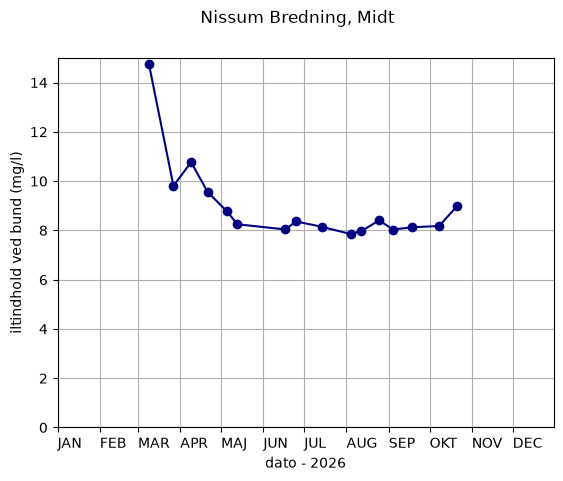 Nissum Bredning, Midt
iltindhold ved bund (mg/l)
14
12
10
8
6
4
2
0
JAN FEB MAR APR MAJ JUN JUL AUG SEP OKT NOV DEC
dato - 2026